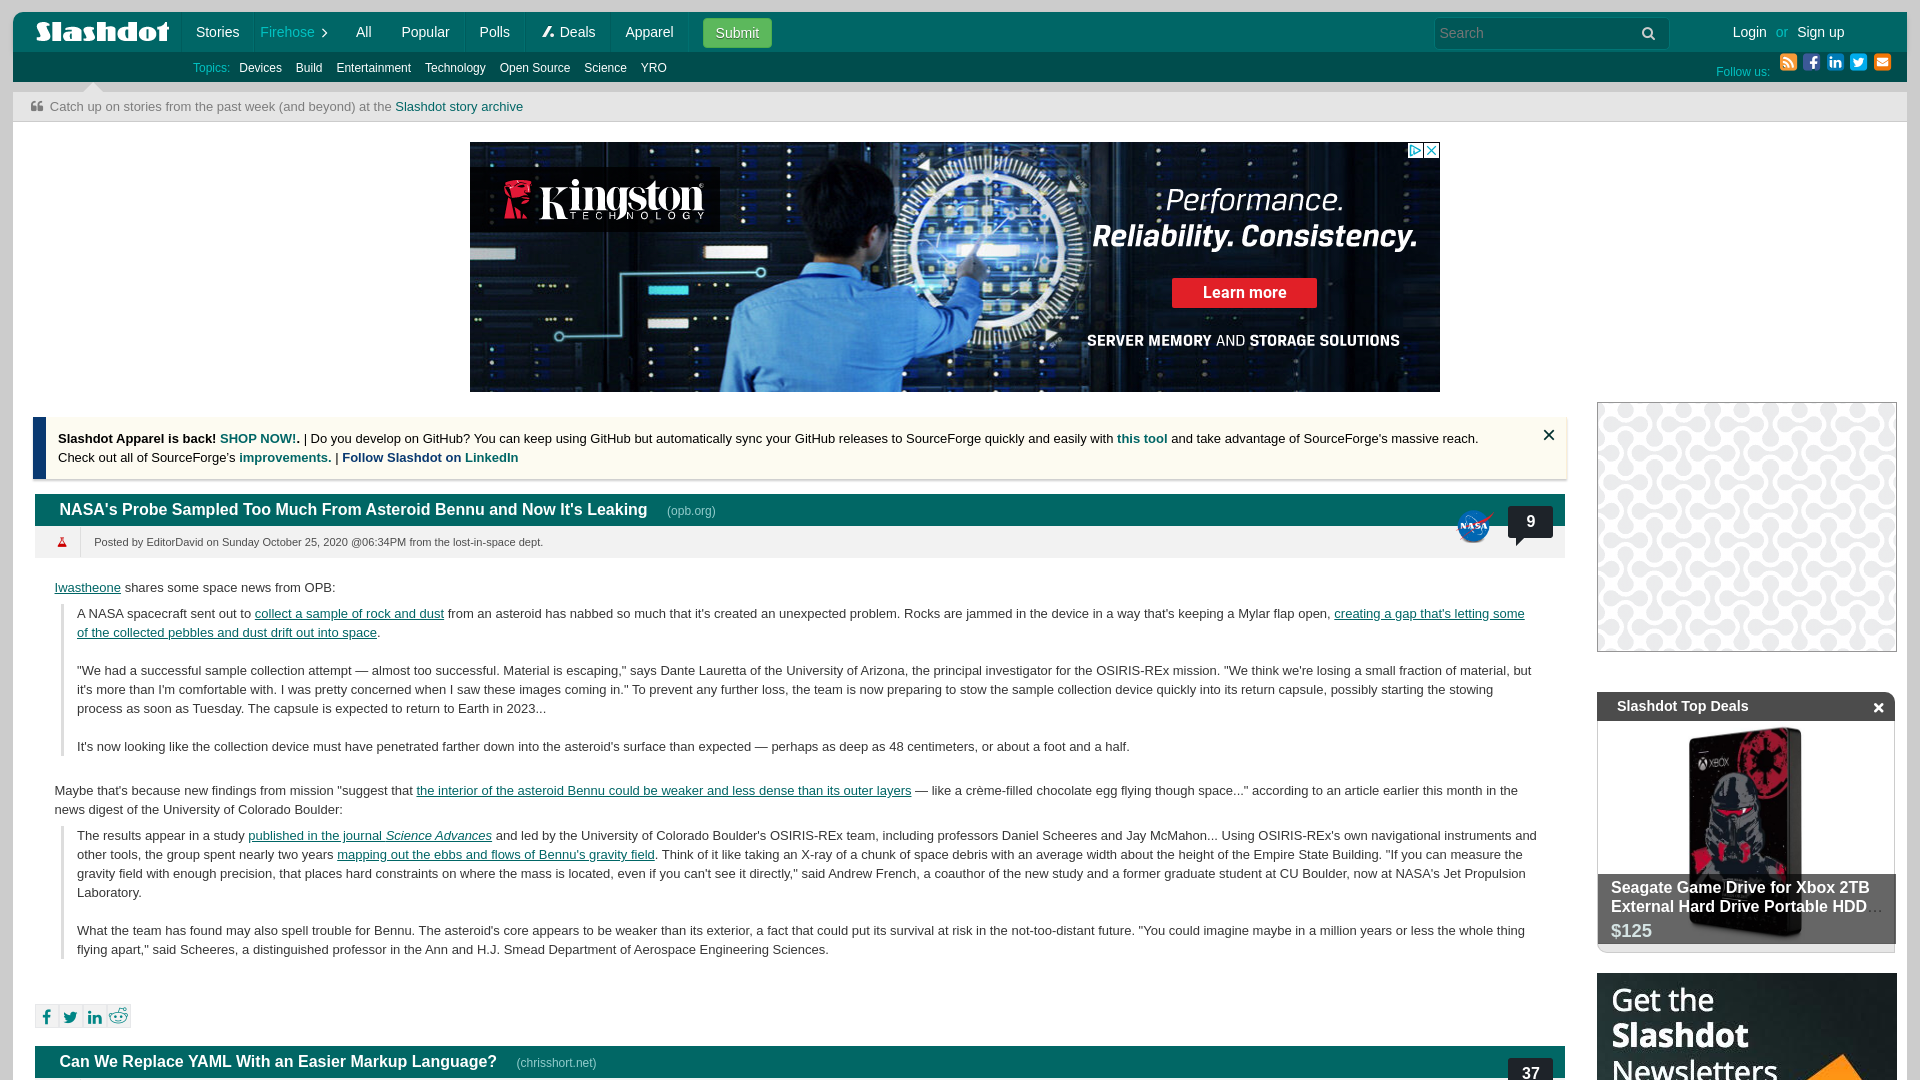 Slashdot
Stories
Firehose
All
Popular
Polls
Deals
Apparel
Submit
Search
Login or Sign up
Topics: Devices Build Entertainment Technology Open Source Science YRO
Follow us:
Catch up on stories from the past week (and beyond) at the Slashdot story archive
Kingston
TECHNOLOGY
Performance.
Reliability. Consistency.
Learn more
SERVER MEMORY AND STORAGE SOLUTIONS
Slashdot Apparel is back! SHOP NOW!. | Do you develop on GitHub? You can keep using GitHub but automatically sync your GitHub releases to SourceForge quickly and easily with this tool and take advantage of SourceForge's massive reach.
Check out all of SourceForge's improvements. | Follow Slashdot on LinkedIn
NASA's Probe Sampled Too Much From Asteroid Bennu and Now It's Leaking (opb.org)
NASA
9
Posted by EditorDavid on Sunday October 25, 2020 @06:34PM from the lost-in-space dept.
Iwastheone shares some space news from OPB:
A NASA spacecraft sent out to collect a sample of rock and dust from an asteroid has nabbed so much that it's created an unexpected problem. Rocks are jammed in the device in a way that's keeping a Mylar flap open, creating a gap that's letting some
of the collected pebbles and dust drift out into space.
"We had a successful sample collection attempt — almost too successful. Material is escaping," says Dante Lauretta of the University of Arizona, the principal investigator for the OSIRIS-REx mission. "We think we're losing a small fraction of material, but
it's more than I'm comfortable with. I was pretty concerned when I saw these images coming in." To prevent any further loss, the team is now preparing to stow the sample collection device quickly into its return capsule, possibly starting the stowing
process as soon as Tuesday. The capsule is expected to return to Earth in 2023...
It's now looking like the collection device must have penetrated farther down into the asteroid's surface than expected — perhaps as deep as 48 centimeters, or about a foot and a half.
Maybe that's because new findings from mission "suggest that the interior of the asteroid Bennu could be weaker and less dense than its outer layers — like a crème-filled chocolate egg flying though space..." according to an article earlier this month in the
news digest of the University of Colorado Boulder:
The results appear in a study published in the journal Science Advances and led by the University of Colorado Boulder's OSIRIS-REx team, including professors Daniel Scheeres and Jay McMahon... Using OSIRIS-REx's own navigational instruments and
other tools, the group spent nearly two years mapping out the ebbs and flows of Bennu's gravity field. Think of it like taking an X-ray of a chunk of space debris with an average width about the height of the Empire State Building. "If you can measure the
gravity field with enough precision, that places hard constraints on where the mass is located, even if you can't see it directly," said Andrew French, a coauthor of the new study and a former graduate student at CU Boulder, now at NASA's Jet Propulsion
Laboratory.
What the team has found may also spell trouble for Bennu. The asteroid's core appears to be weaker than its exterior, a fact that could put its survival at risk in the not-too-distant future. "You could imagine maybe in a million years or less the whole thing
flying apart," said Scheeres, a distinguished professor in the Ann and H.J. Smead Department of Aerospace Engineering Sciences.
Can We Replace YAML With an Easier Markup Language? (chrisshort.net)
37
Slashdot Top Deals
XBOX
Seagate Game Drive for Xbox 2TB
External Hard Drive Portable HDD...
$125
Get the
Slashdot
Newsletters